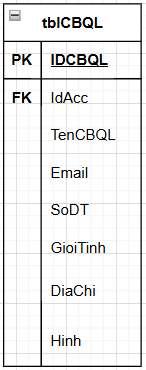 tblCBQL
PK IDCBQL
FK IdAcc
TenCBQL
Email
SoDT
GioiTinh
DiaChi
Hinh